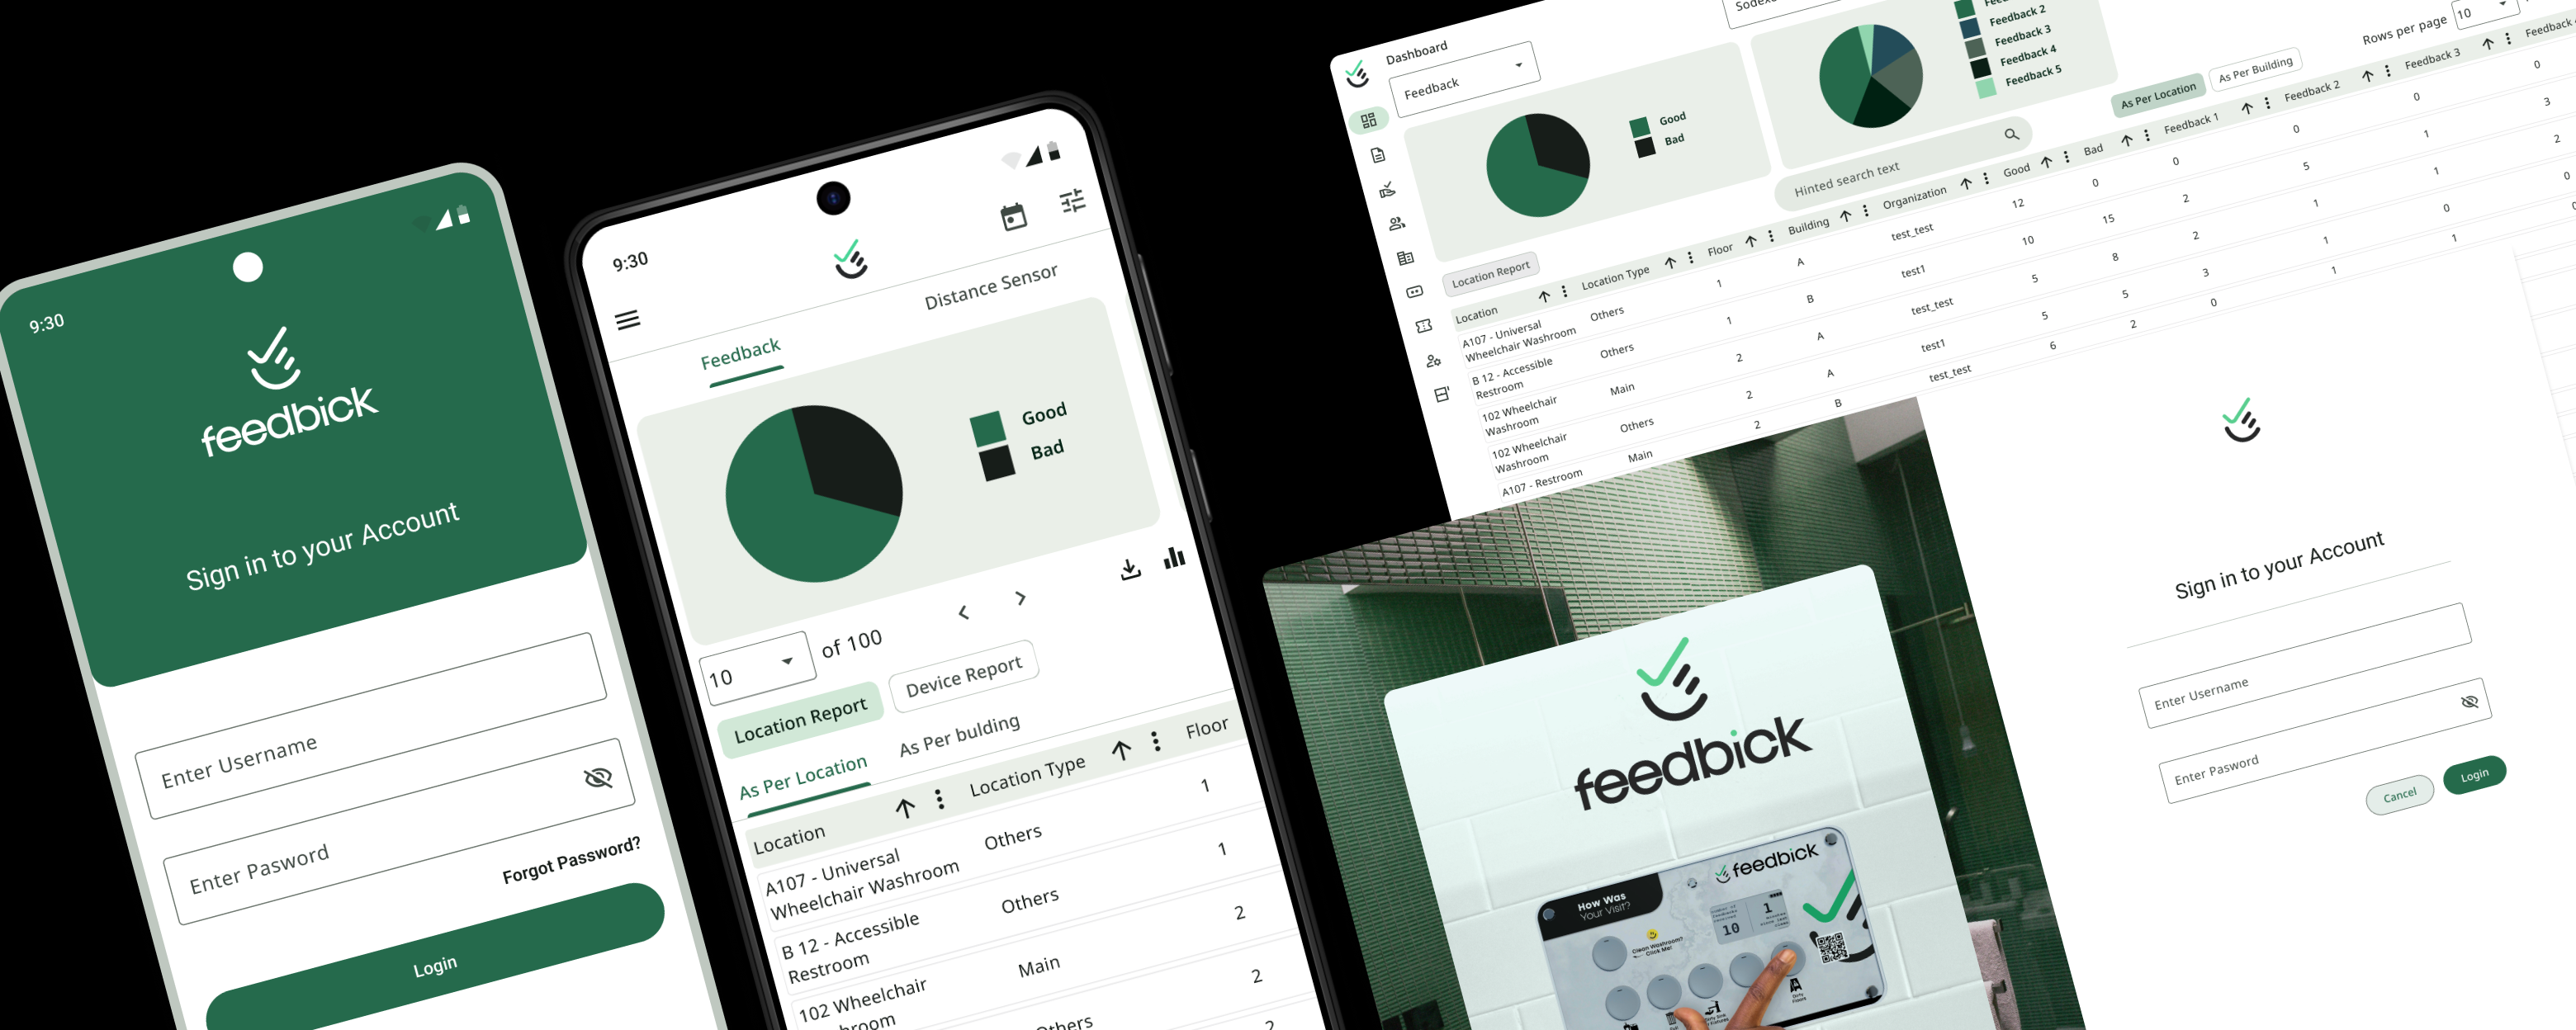 9:30
feedbick
Sign in to your Account
Enter Username
Enter Pasword
Forgot Password?
Login
9:30
Feedback
Distance Sensor
Good
Bad
10
of 100
Location Report
Device Report
As Per Location
As Per bulding
Location
Location Type
Floor
A107 - Universal
Wheelchair Washroom
Others
1
B 12 - Accessible
Restroom
Others
1
102 Wheelchair
Main
2
Others
2
2
Dashboard
Feedback
Good
Bad
Feedback 2
Feedback 3
Feedback 4
Feedback 5
Rows per page
10
Hinted search text
As Per Location
As Per Building
Location Report
Location
Location Type
Floor
Building
Organization
Good
Bad
Feedback 1
Feedback 2
Feedback 3
A107 - Universal
Wheelchair Washroom
Others
1
A
test_test
12
0
0
0
0
0
B 12 - Accessible
Restroom
Others
1
B
test1
10
15
2
5
1
3
102 Wheelchair
Washroom
Main
2
A
test_test
5
8
2
1
1
2
102 Wheelchair
Washroom
Others
2
A
test1
5
5
3
1
0
0
A107 - Restroom
Main
2
B
test_test
6
2
0
1
1
feedbick
How Was
Your Visit?
feedbick
Clean Washroom?
Click Me!
10
1
Dirty
Floors
Sign in to your Account
Enter Username
Enter Pasword
Cancel
Login